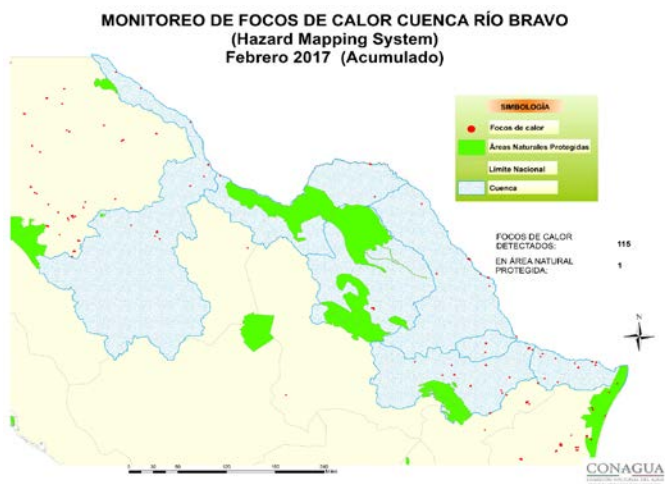 MONITOREO DE FOCOS DE CALOR CUENCA RÍO BRAVO
(Hazard Mapping System)
Febrero 2017 (Acumulado)
SIMBOLOGÍA
Focos de calor
Áreas Naturales Protegidas
Límite Nacional
Cuenca
FOCOS DE CALOR
DETECTADOS: 115
EN ÁREA NATURAL
PROTEGIDA: 1
N
CONAGUA